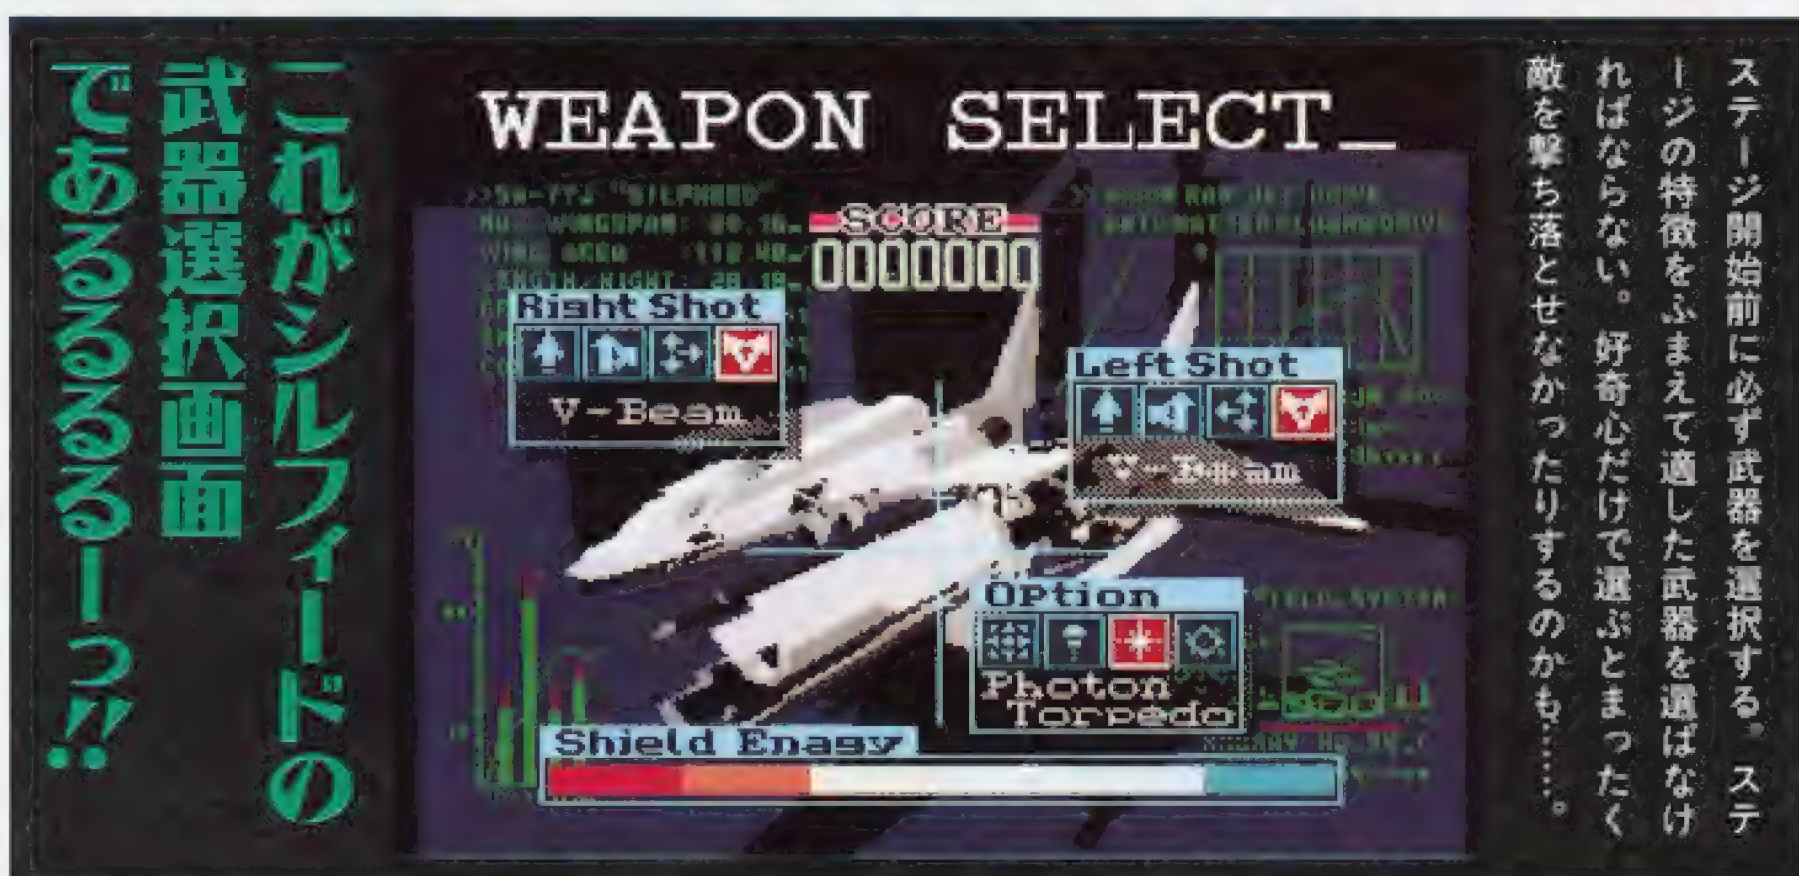 ステージ開始前に必ず武器を選択する。ステ
ージの特徴をふまえて適した武器を選ばなけ
ればならない。好奇心だけで選ぶとまったく
敵を撃ち落とせなかったりするのかも……。
WEAPON SELECT_
SCORE
0000000
Right Shot
V-Beam
Left Shot
V-Beam
Option
Photon
Torpedo
Shield Enagy
これがシルフィードの
武器選択画面
であるるるるるーっ!!